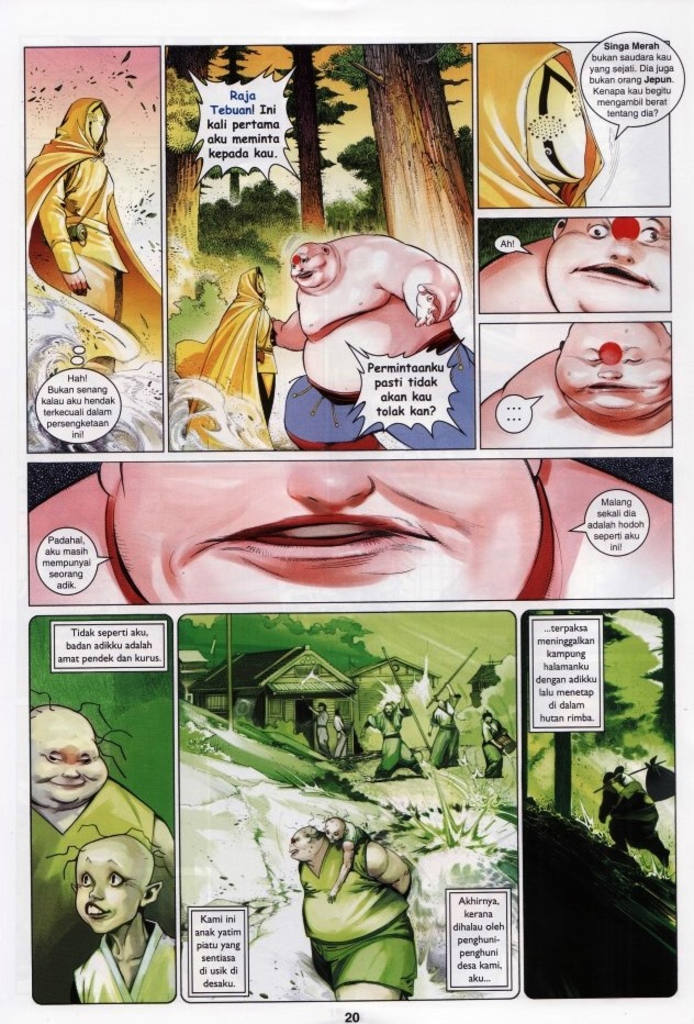 Hah!
Bukan senang
kalau aku hendak
terkecuali dalam
persengketaan
ini!
Raja
Tebuan! Ini
kali pertama
aku meminta
kepada kau.
Permintaanku
pasti tidak
akan kau
tolak kan?
Singa Merah
bukan saudara kau
yang sejati. Dia juga
bukan orang Jepun.
Kenapa kau begitu
mengambil berat
tentang dia?
Ah!
...
Padahal,
aku masih
mempunyai
seorang
adik.
Malang
sekali dia
adalah hodoh
seperti aku
ini!
Tidak seperti aku,
badan adikku adalah
amat pendek dan kurus.
Kami ini
anak yatim
piatu yang
sentiasa
di usik di
desaku.
Akhirnya,
kerana
dihalau oleh
penghuni-
penghuni
desa kami,
aku...
...terpaksa
meninggalkan
kampung
halamanku
dengan adikku
lalu menetap
di dalam
hutan rimba.
20